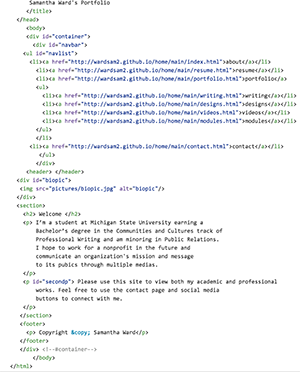 Samantha Ward's Portfolio
</title>
</head>
<body>
<div id="container">
<div id="navbar">
<ul id="navlist">
<li><a href="http://wardsam2.github.io/home/main/index.html">about</a></li>
<li><a href="http://wardsam2.github.io/home/main/resume.html">resume</a></li>
<li><a href="http://wardsam2.github.io/home/main/portfolio.html">portfolio</a>
<ul>
<li><a href="http://wardsam2.github.io/home/main/writing.html">writing</a></li>
<li><a href="http://wardsam2.github.io/home/main/designs.html">designs</a></li>
<li><a href="http://wardsam2.github.io/home/main/videos.html">videos</a></li>
<li><a href="http://wardsam2.github.io/home/main/modules.html">modules</a></li>
</ul>
</li>
<li><a href="http://wardsam2.github.io/home/main/contact.html">contact</a></li>
</ul>
</div>
<header> </header>
<div id="biopic">
<img src="pictures/biopic.jpg" alt="biopic"/>
</div>
<section>
<h2> Welcome </h2>
<p> I'm a student at Michigan State University earning a
Bachelor's degree in the Communities and Cultures track of
Professional Writing and am minoring in Public Relations.
I hope to work for a nonprofit in the future and
communicate an organization's mission and message
to its pubics through multiple medias.
</p>
<p id="secondp"> Please use this site to view both my academic and professional
works. Feel free to use the contact page and social media
buttons to connect with me.
</p>
</section>
<footer>
<p> Copyright &copy; Samantha Ward</p>
</footer>
</div> <!--#container-->
</body>
</html>